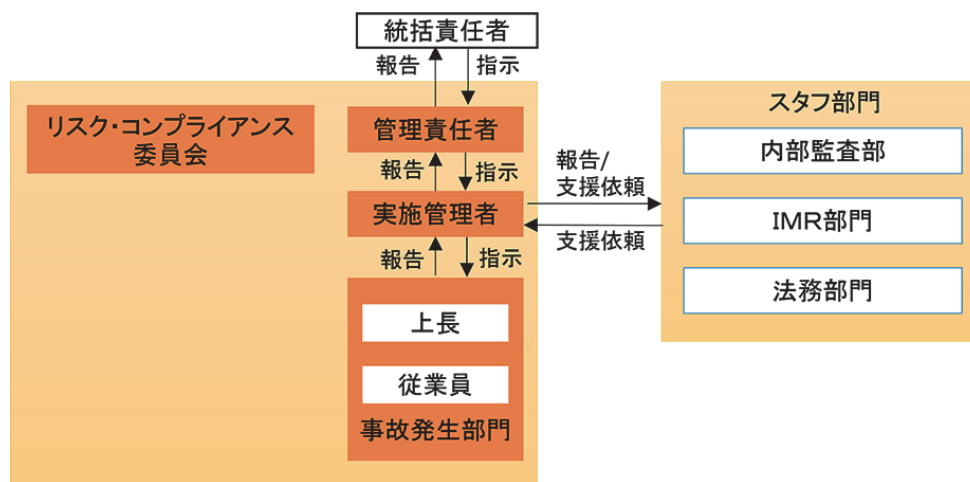 統括責任者
報告
指示
リスク・コンプライアンス
委員会
管理責任者
報告
指示
実施管理者
報告
指示
上長
従業員
事故発生部門
報告/
支援依頼
支援依頼
スタフ部門
内部監査部
IMR部門
法務部門